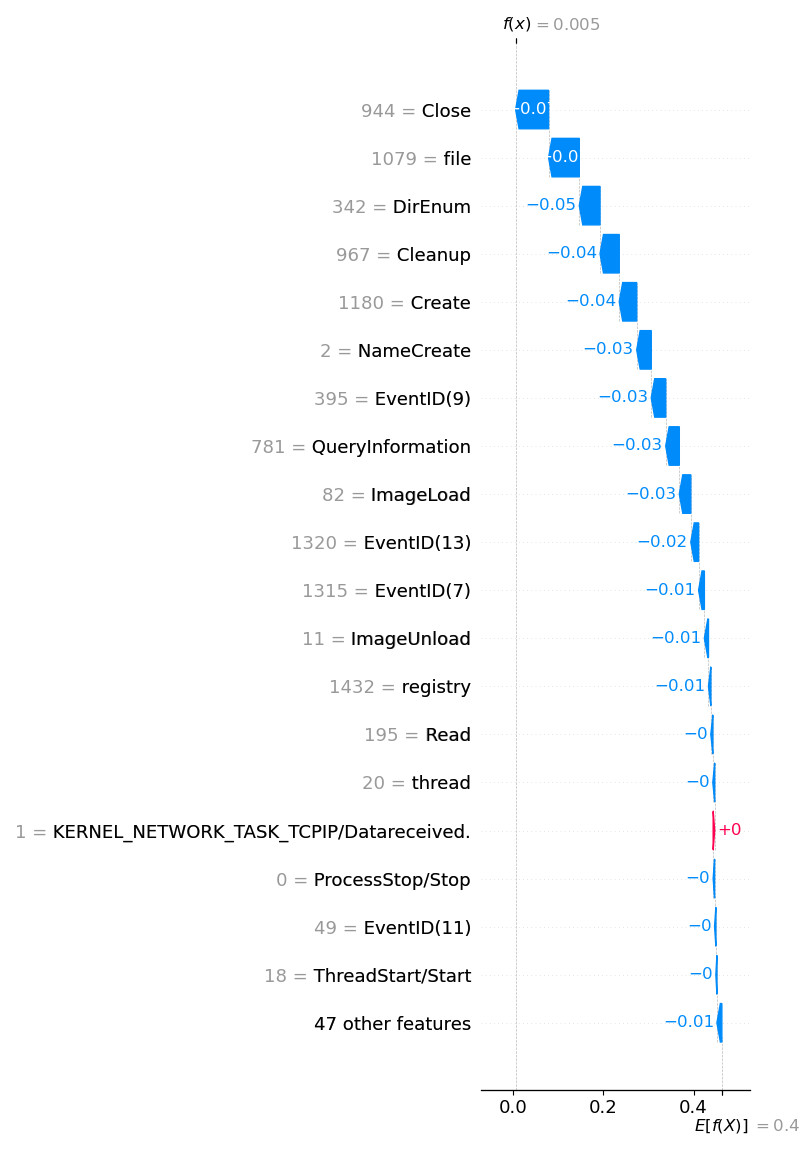 f(x) = 0.005
944 = Close
−0.07
1079 = file
−0.0
342 = DirEnum
−0.05
967 = Cleanup
−0.04
1180 = Create
−0.04
2 = NameCreate
−0.03
395 = EventID(9)
−0.03
781 = QueryInformation
−0.03
82 = ImageLoad
−0.03
1320 = EventID(13)
−0.02
1315 = EventID(7)
−0.01
11 = ImageUnload
−0.01
1432 = registry
−0.01
195 = Read
−0
20 = thread
−0
1 = KERNEL_NETWORK_TASK_TCPIP/Datareceived.
+0
0 = ProcessStop/Stop
−0
49 = EventID(11)
−0
18 = ThreadStart/Start
−0
47 other features
−0.01
0.0 0.2 0.4
E[f(X)] = 0.4